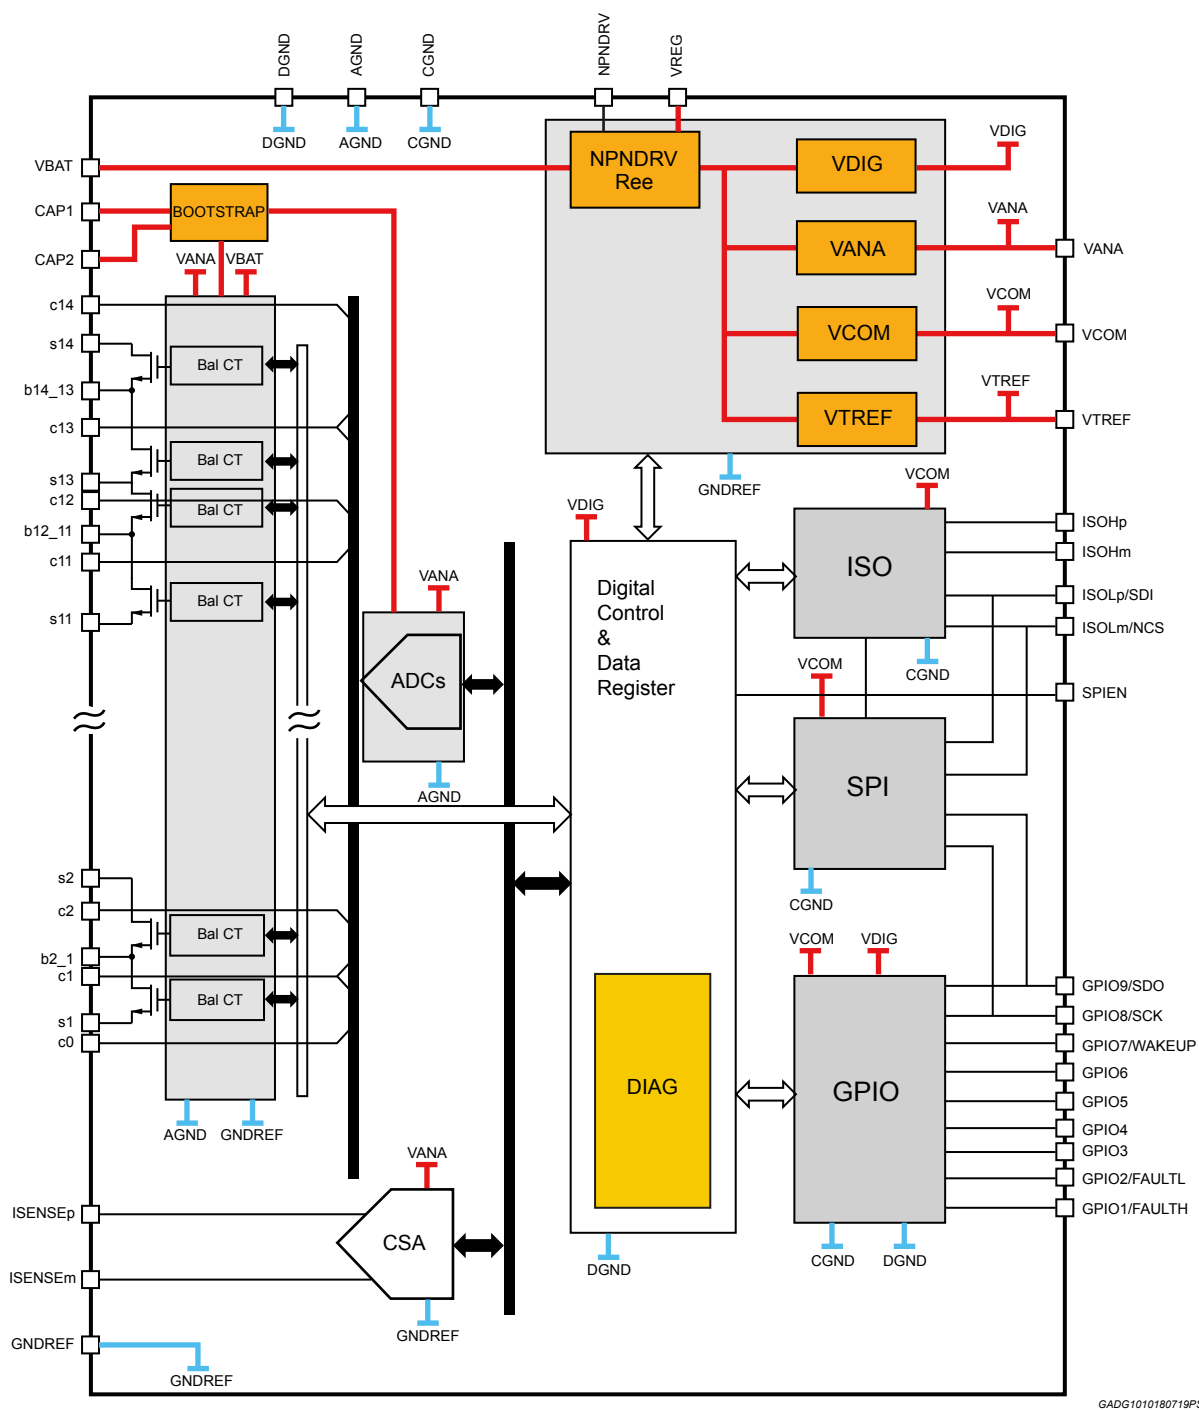 DGND
AGND
CGND
NPNDRV
VREG
DGND
AGND
CGND
VBAT
CAP1
CAP2
c14
s14
b14_13
c13
s13
c12
b12_11
c11
s11
s2
c2
b2_1
c1
s1
c0
ISENSEp
ISENSEm
GNDREF
BOOTSTRAP
VANA
VBAT
Bal CT
Bal CT
Bal CT
Bal CT
Bal CT
Bal CT
AGND
GNDREF
VANA
ADCs
AGND
VANA
CSA
GNDREF
GNDREF
NPNDRV
Ree
VDIG
VANA
VCOM
VTREF
VDIG
VANA
VCOM
VTREF
GNDREF
VDIG
Digital
Control
&
Data
Register
DIAG
DGND
VCOM
ISO
CGND
VCOM
SPI
CGND
VCOM
VDIG
GPIO
CGND
DGND
VANA
VCOM
VTREF
ISOHp
ISOHm
ISOLp/SDI
ISOLm/NCS
SPIEN
GPIO9/SDO
GPIO8/SCK
GPIO7/WAKEUP
GPIO6
GPIO5
GPIO4
GPIO3
GPIO2/FAULTL
GPIO1/FAULTH